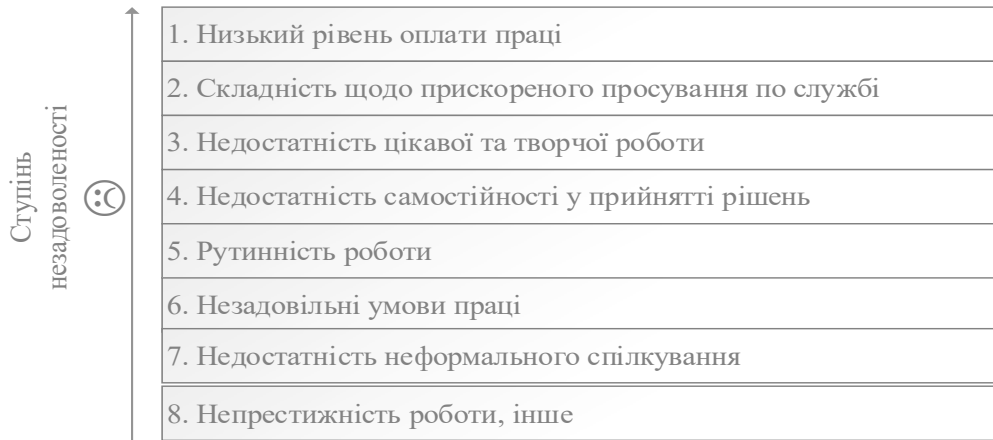 Ступінь
незадоволеності
1. Низький рівень оплати праці
2. Складність щодо прискореного просування по службі
3. Недостатність цікавої та творчої роботи
4. Недостатність самостійності у прийнятті рішень
5. Рутинність роботи
6. Незадовільні умови праці
7. Недостатність неформального спілкування
8. Непрестижність роботи, інше